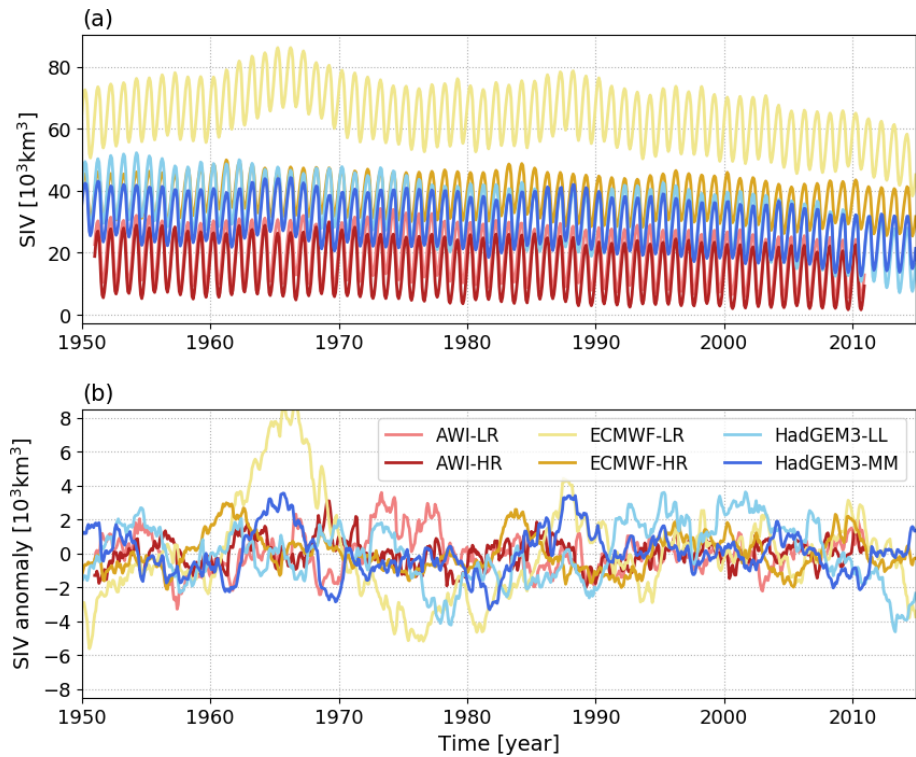 (a)
SIV [10³km³]
80
60
40
20
0
1950 1960 1970 1980 1990 2000 2010
(b)
SIV anomaly [10³km³]
8
6
4
2
0
−2
−4
−6
−8
AWI-LR ECMWF-LR HadGEM3-LL
AWI-HR ECMWF-HR HadGEM3-MM
1950 1960 1970 1980 1990 2000 2010
Time [year]